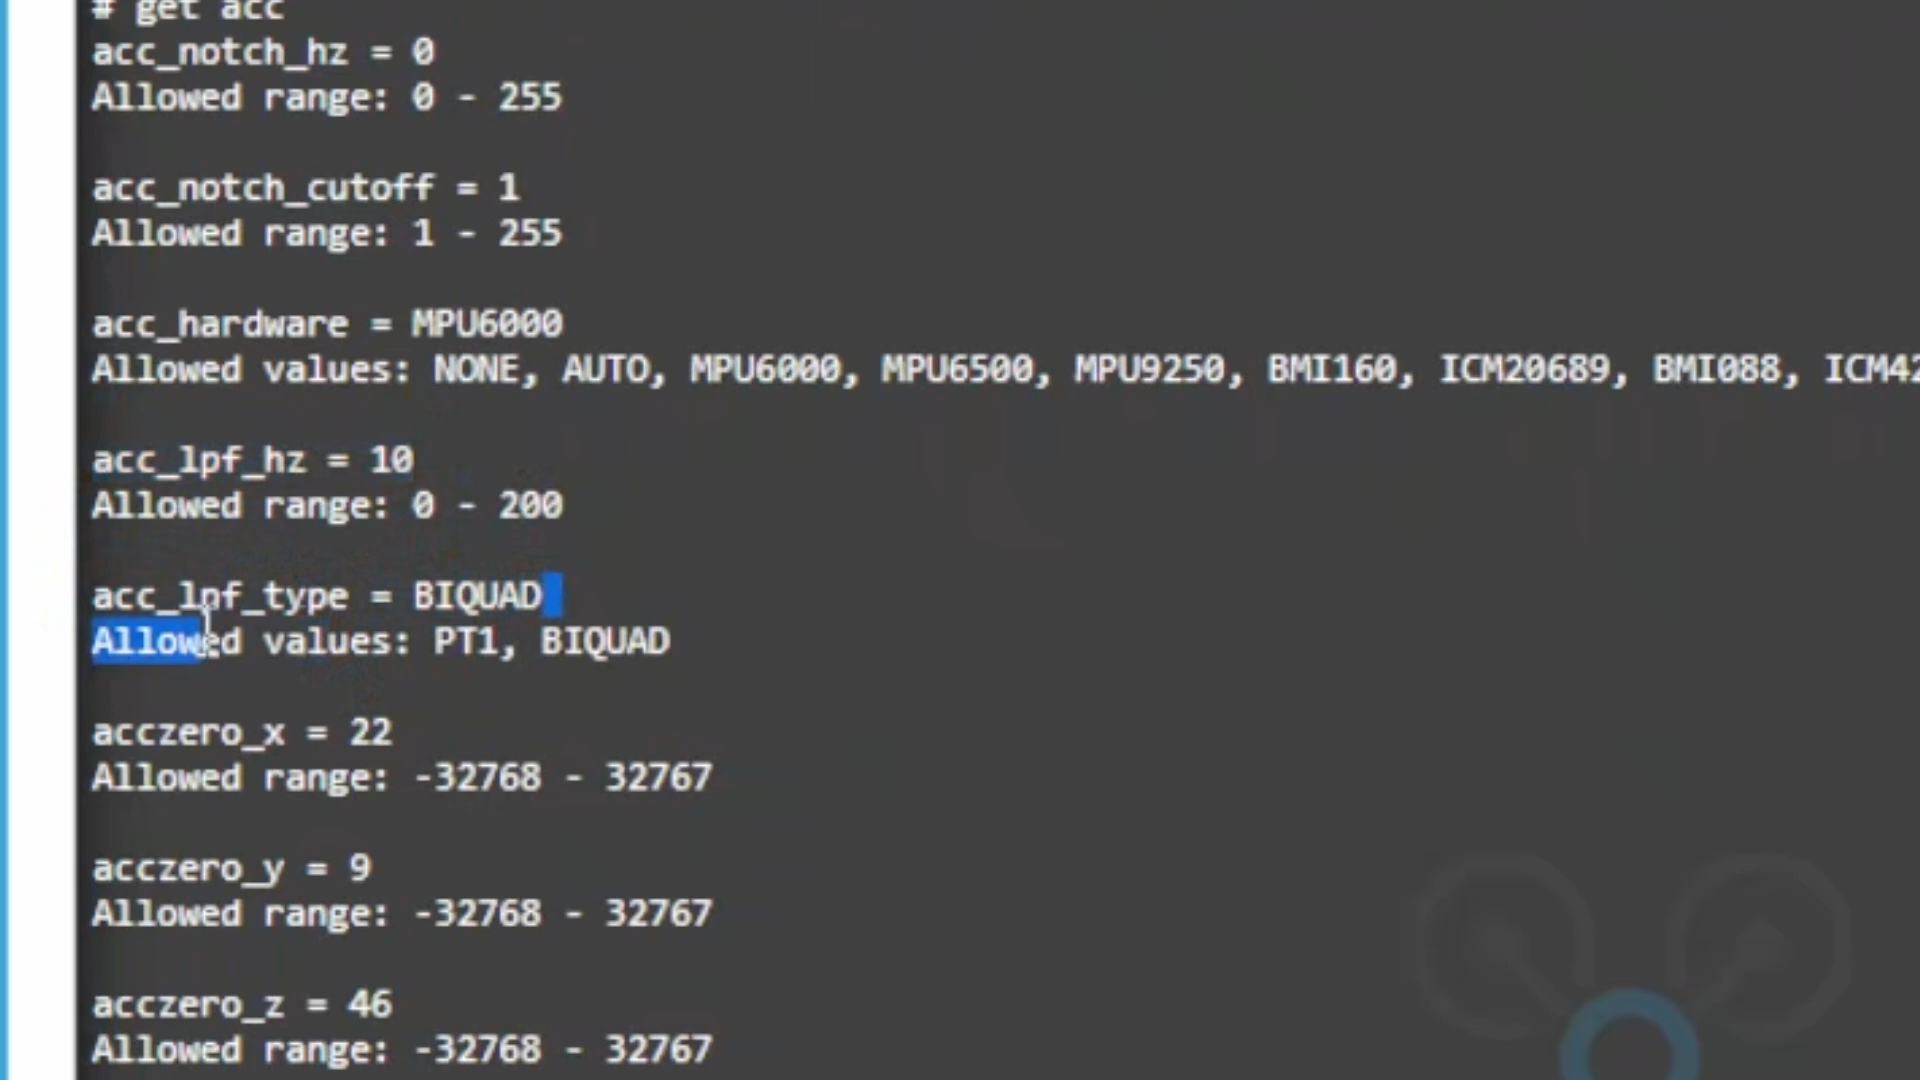 # get acc
acc_notch_hz = 0
Allowed range: 0 - 255
acc_notch_cutoff = 1
Allowed range: 1 - 255
acc_hardware = MPU6000
Allowed values: NONE, AUTO, MPU6000, MPU6500, MPU9250, BMI160, ICM20689, BMI088, ICM42
acc_lpf_hz = 10
Allowed range: 0 - 200
acc_lpf_type = BIQUAD
Allowed values: PT1, BIQUAD
acczero_x = 22
Allowed range: -32768 - 32767
acczero_y = 9
Allowed range: -32768 - 32767
acczero_z = 46
Allowed range: -32768 - 32767